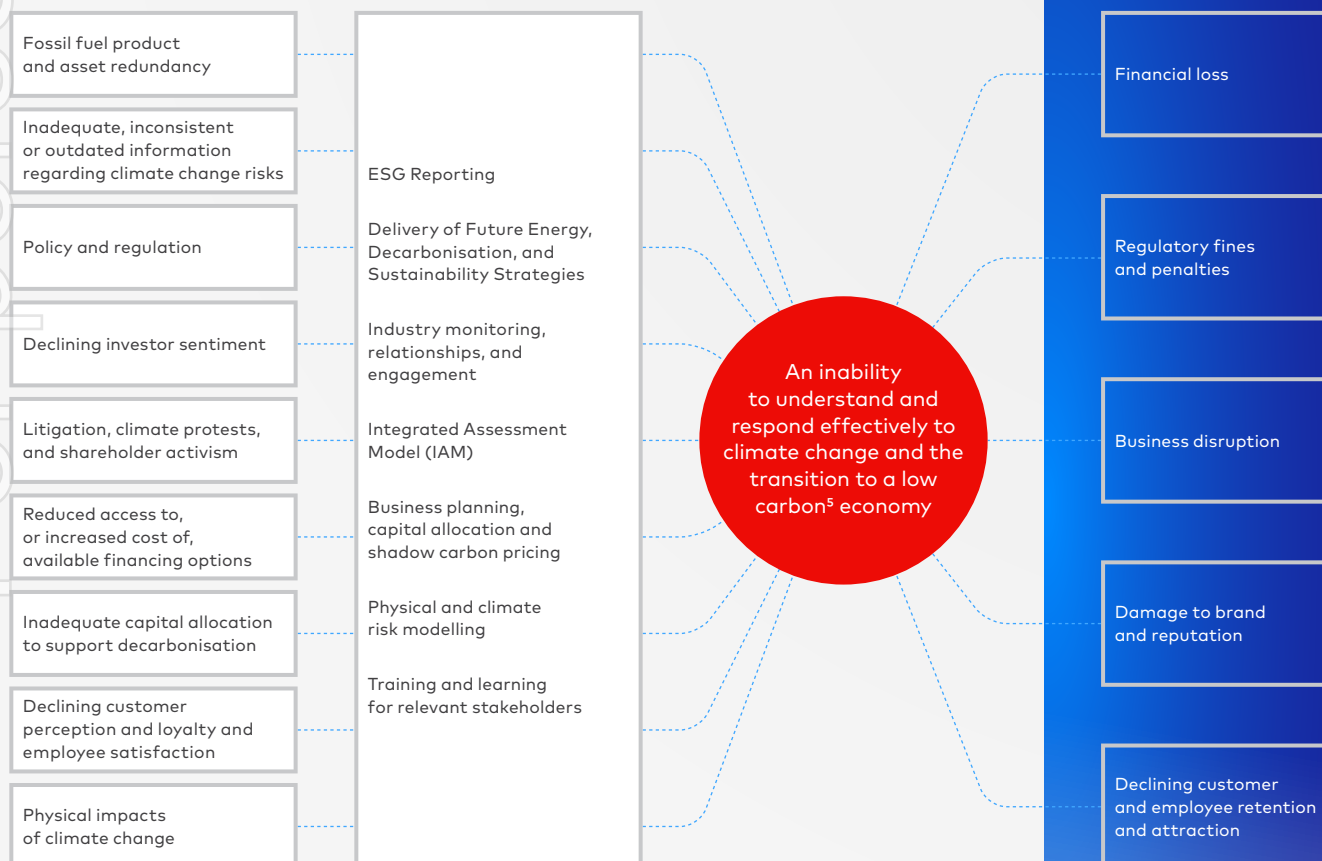 Fossil fuel product
and asset redundancy
Inadequate, inconsistent
or outdated information
regarding climate change risks
Policy and regulation
Declining investor sentiment
Litigation, climate protests,
and shareholder activism
Reduced access to,
or increased cost of,
available financing options
Inadequate capital allocation
to support decarbonisation
Declining customer
perception and loyalty and
employee satisfaction
Physical impacts
of climate change
ESG Reporting
Delivery of Future Energy,
Decarbonisation, and
Sustainability Strategies
Industry monitoring,
relationships, and
engagement
Integrated Assessment
Model (IAM)
Business planning,
capital allocation and
shadow carbon pricing
Physical and climate
risk modelling
Training and learning
for relevant stakeholders
An inability
to understand and
respond effectively to
climate change and the
transition to a low
carbon⁵ economy
Financial loss
Regulatory fines
and penalties
Business disruption
Damage to brand
and reputation
Declining customer
and employee retention
and attraction